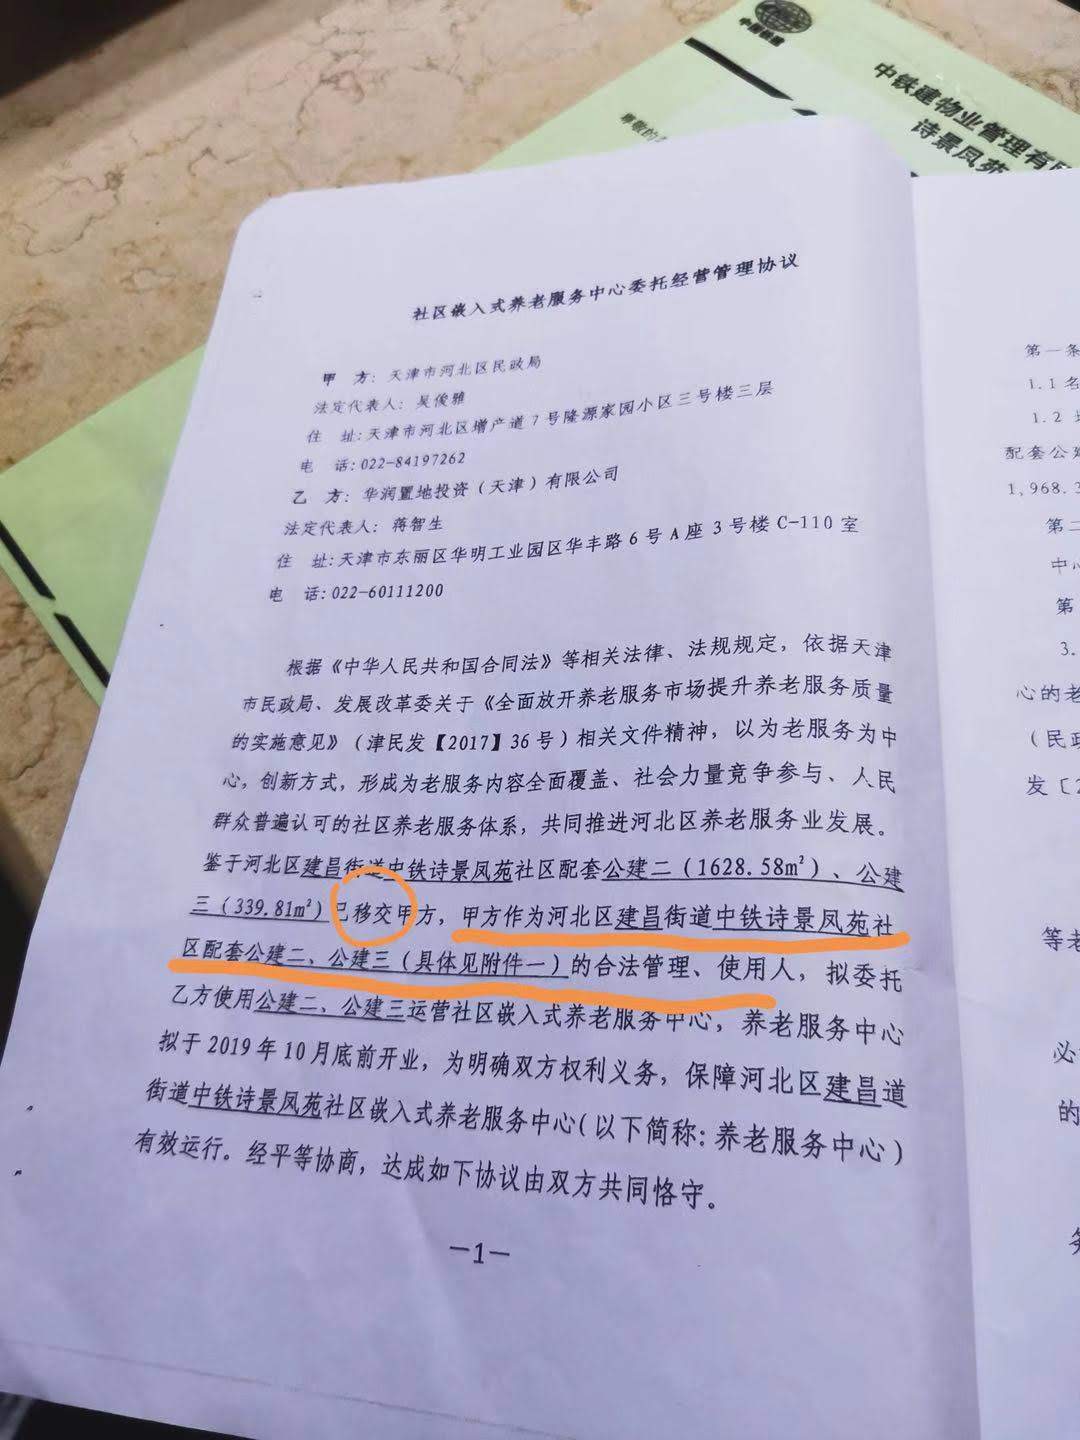 中铁建物业管理有
诗景凤苑
尊敬的
社区嵌入式养老服务中心委托经营管理协议
甲 方：天津市河北区民政局
法定代表人：吴俊雅
住 址：天津市河北区增产道7号隆源家园小区三号楼三层
电 话：022-84197262
乙 方：华润置地投资（天津）有限公司
法定代表人：蒋智生
住 址：天津市东丽区华明工业园区华丰路6号A座3号楼C-110室
电 话：022-60111200
根据《中华人民共和国合同法》等相关法律、法规规定，依据天津
市民政局、发展改革委关于《全面放开养老服务市场提升养老服务质量
的实施意见》（津民发【2017】36号）相关文件精神，以为老服务为中
心，创新方式，形成为老服务内容全面覆盖、社会力量竞争参与、人民
群众普遍认可的社区养老服务体系，共同推进河北区养老服务业发展。
鉴于河北区建昌街道中铁诗景凤苑社区配套公建二（1628.58㎡）、公建
三（339.81㎡）已移交甲方，甲方作为河北区建昌街道中铁诗景凤苑社
区配套公建二、公建三（具体见附件一）的合法管理、使用人，拟委托
乙方使用公建二、公建三运营社区嵌入式养老服务中心，养老服务中心
拟于2019年10月底前开业，为明确双方权利义务，保障河北区建昌道
街道中铁诗景凤苑社区嵌入式养老服务中心（以下简称：养老服务中心）
有效运行。经平等协商，达成如下协议由双方共同恪守。
—1—
第一条
1.1名
1.2
配套公建
1,968.3
第二
中心
第
3.
心的老
（民政
发〔2
等老
必
的